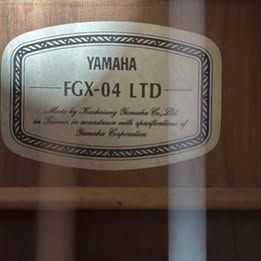 YAMAHA
FGX-04 LTD
Made by Kaohsiung Yamaha Co., Ltd.
in Taiwan in accordance with specifications of
Yamaha Corporation